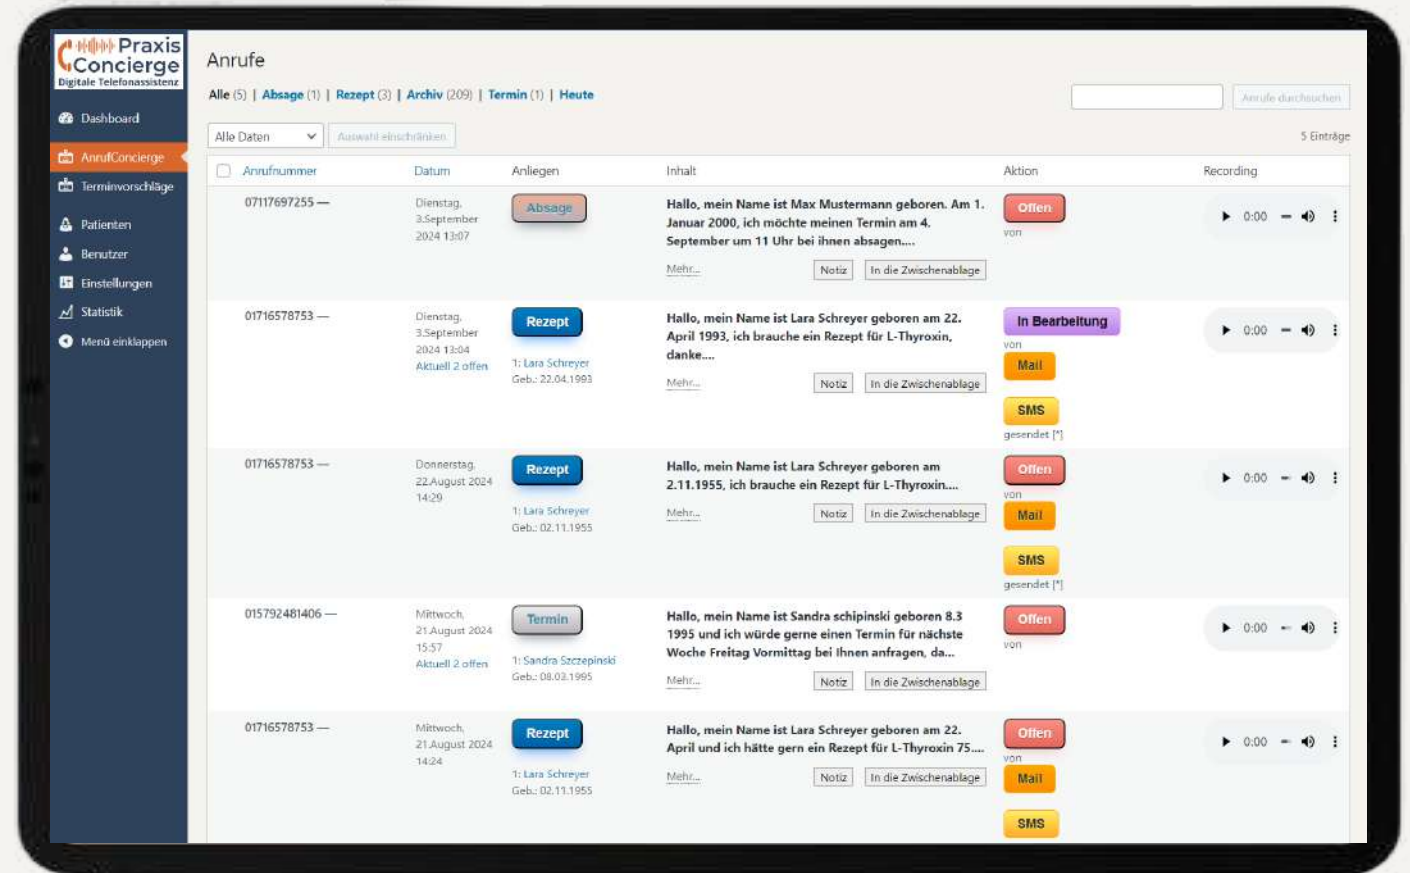 Praxis
Concierge
Digitale Telefonassistenz
Dashboard
AnrufConcierge
Terminvorschläge
Patienten
Benutzer
Einstellungen
Statistik
Menü einklappen
Anrufe
Alle (5) | Absage (1) | Rezept (3) | Archiv (209) | Termin (1) | Heute
Anrufe durchsuchen
Alle Daten
Auswahl einschränken
5 Einträge
Anrufnummer Datum Anliegen Inhalt Aktion Recording
07117697255 —
Dienstag,
3.September
2024 13:07
Absage
Hallo, mein Name ist Max Mustermann geboren. Am 1.
Januar 2000, ich möchte meinen Termin am 4.
September um 11 Uhr bei ihnen absagen....
Mehr... Notiz In die Zwischenablage
Offen
von
0:00
01716578753 —
Dienstag,
3.September
2024 13:04
Aktuell 2 offen
Rezept
1: Lara Schreyer
Geb.: 22.04.1993
Hallo, mein Name ist Lara Schreyer geboren am 22.
April 1993, ich brauche ein Rezept für L-Thyroxin,
danke....
Mehr... Notiz In die Zwischenablage
In Bearbeitung
von
Mail
SMS
gesendet [*]
0:00
01716578753 —
Donnerstag,
22.August 2024
14:29
Rezept
1: Lara Schreyer
Geb.: 02.11.1955
Hallo, mein Name ist Lara Schreyer geboren am
2.11.1955, ich brauche ein Rezept für L-Thyroxin....
Mehr... Notiz In die Zwischenablage
Offen
von
Mail
SMS
gesendet [*]
0:00
015792481406 —
Mittwoch,
21.August 2024
15:57
Aktuell 2 offen
Termin
1: Sandra Szczepinski
Geb.: 08.03.1995
Hallo, mein Name ist Sandra schipinski geboren 8.3
1995 und ich würde gerne einen Termin für nächste
Woche Freitag Vormittag bei Ihnen anfragen, da...
Mehr... Notiz In die Zwischenablage
Offen
von
0:00
01716578753 —
Mittwoch,
21.August 2024
14:24
Rezept
1: Lara Schreyer
Geb.: 02.11.1955
Hallo, mein Name ist Lara Schreyer geboren am 22.
April und ich hätte gern ein Rezept für L-Thyroxin 75....
Mehr... Notiz In die Zwischenablage
Offen
von
Mail
SMS
0:00